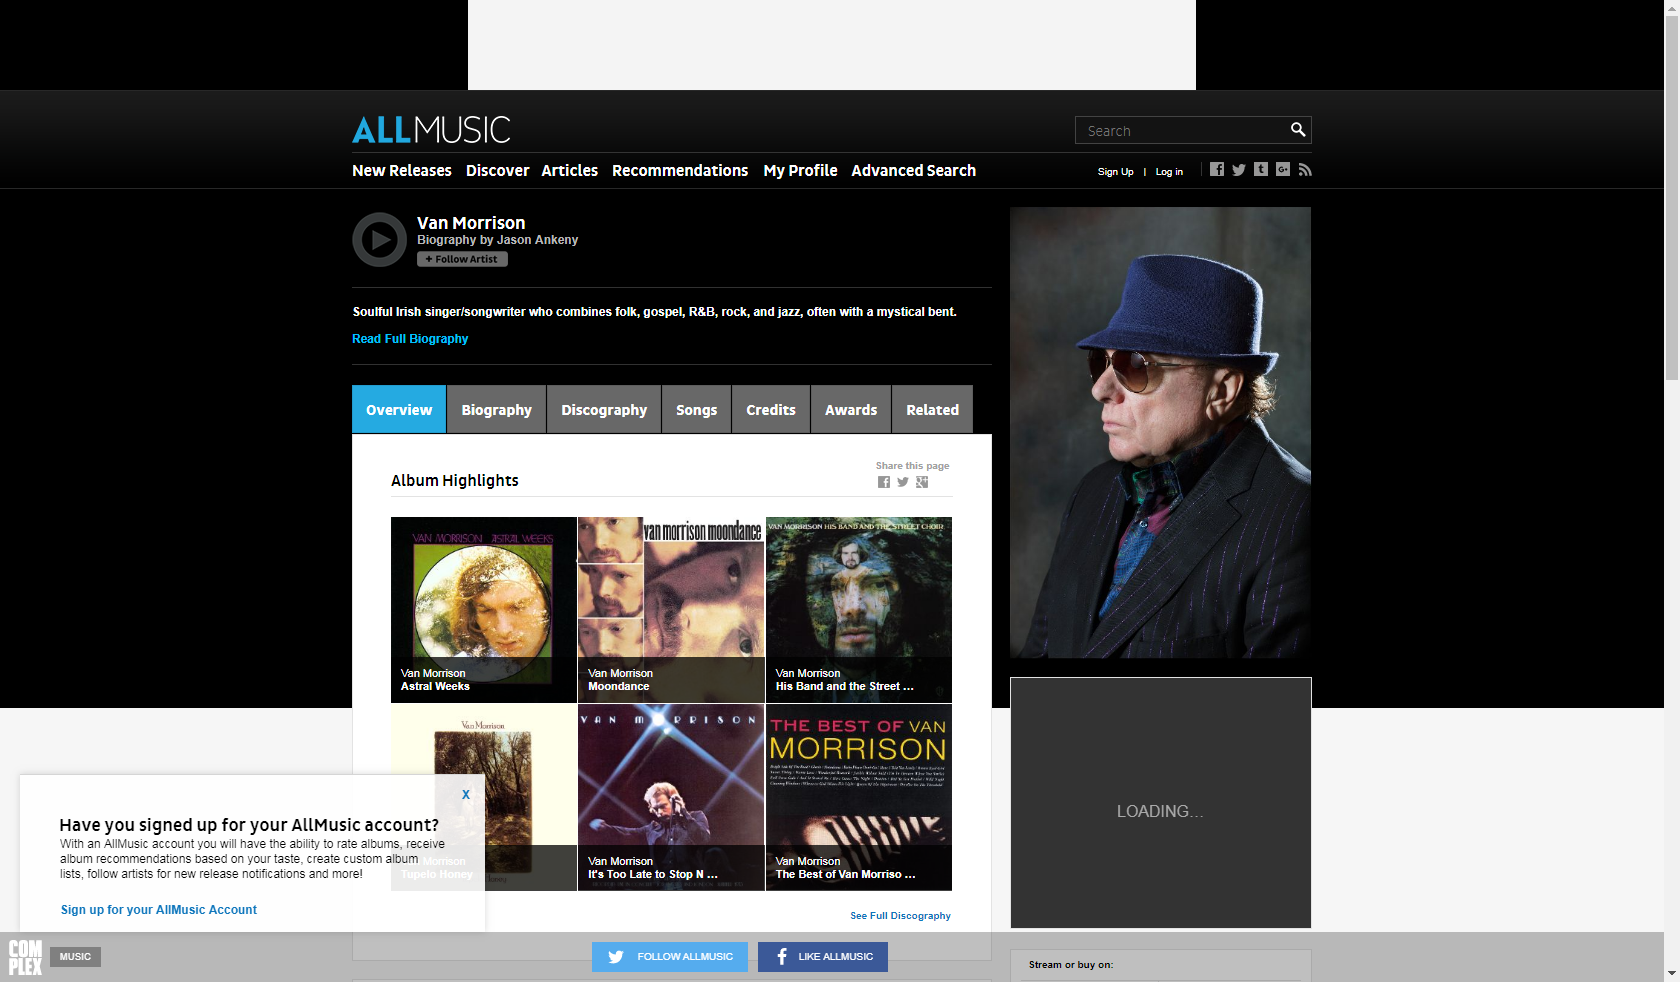 ALLMUSIC
Search
New Releases Discover Articles Recommendations My Profile Advanced Search
Sign Up | Log in
Van Morrison
Biography by Jason Ankeny
+ Follow Artist
Soulful Irish singer/songwriter who combines folk, gospel, R&B, rock, and jazz, often with a mystical bent.
Read Full Biography
Overview Biography Discography Songs Credits Awards Related
Share this page
Album Highlights
VAN MORRISON ASTRAL WEEKS
van morrison moondance
VAN MORRISON HIS BAND AND THE STREET CHOIR
Van Morrison
Astral Weeks
Van Morrison
Moondance
Van Morrison
His Band and the Street ...
Van Morrison
VAN MORRISON
THE BEST OF VAN
MORRISON
Van Morrison
Tupelo Honey
Van Morrison
It's Too Late to Stop N ...
Van Morrison
The Best of Van Morriso ...
See Full Discography
LOADING...
X
Have you signed up for your AllMusic account?
With an AllMusic account you will have the ability to rate albums, receive
album recommendations based on your taste, create custom album
lists, follow artists for new release notifications and more!
Sign up for your AllMusic Account
COM
PLEX
MUSIC
FOLLOW ALLMUSIC
LIKE ALLMUSIC
Stream or buy on: